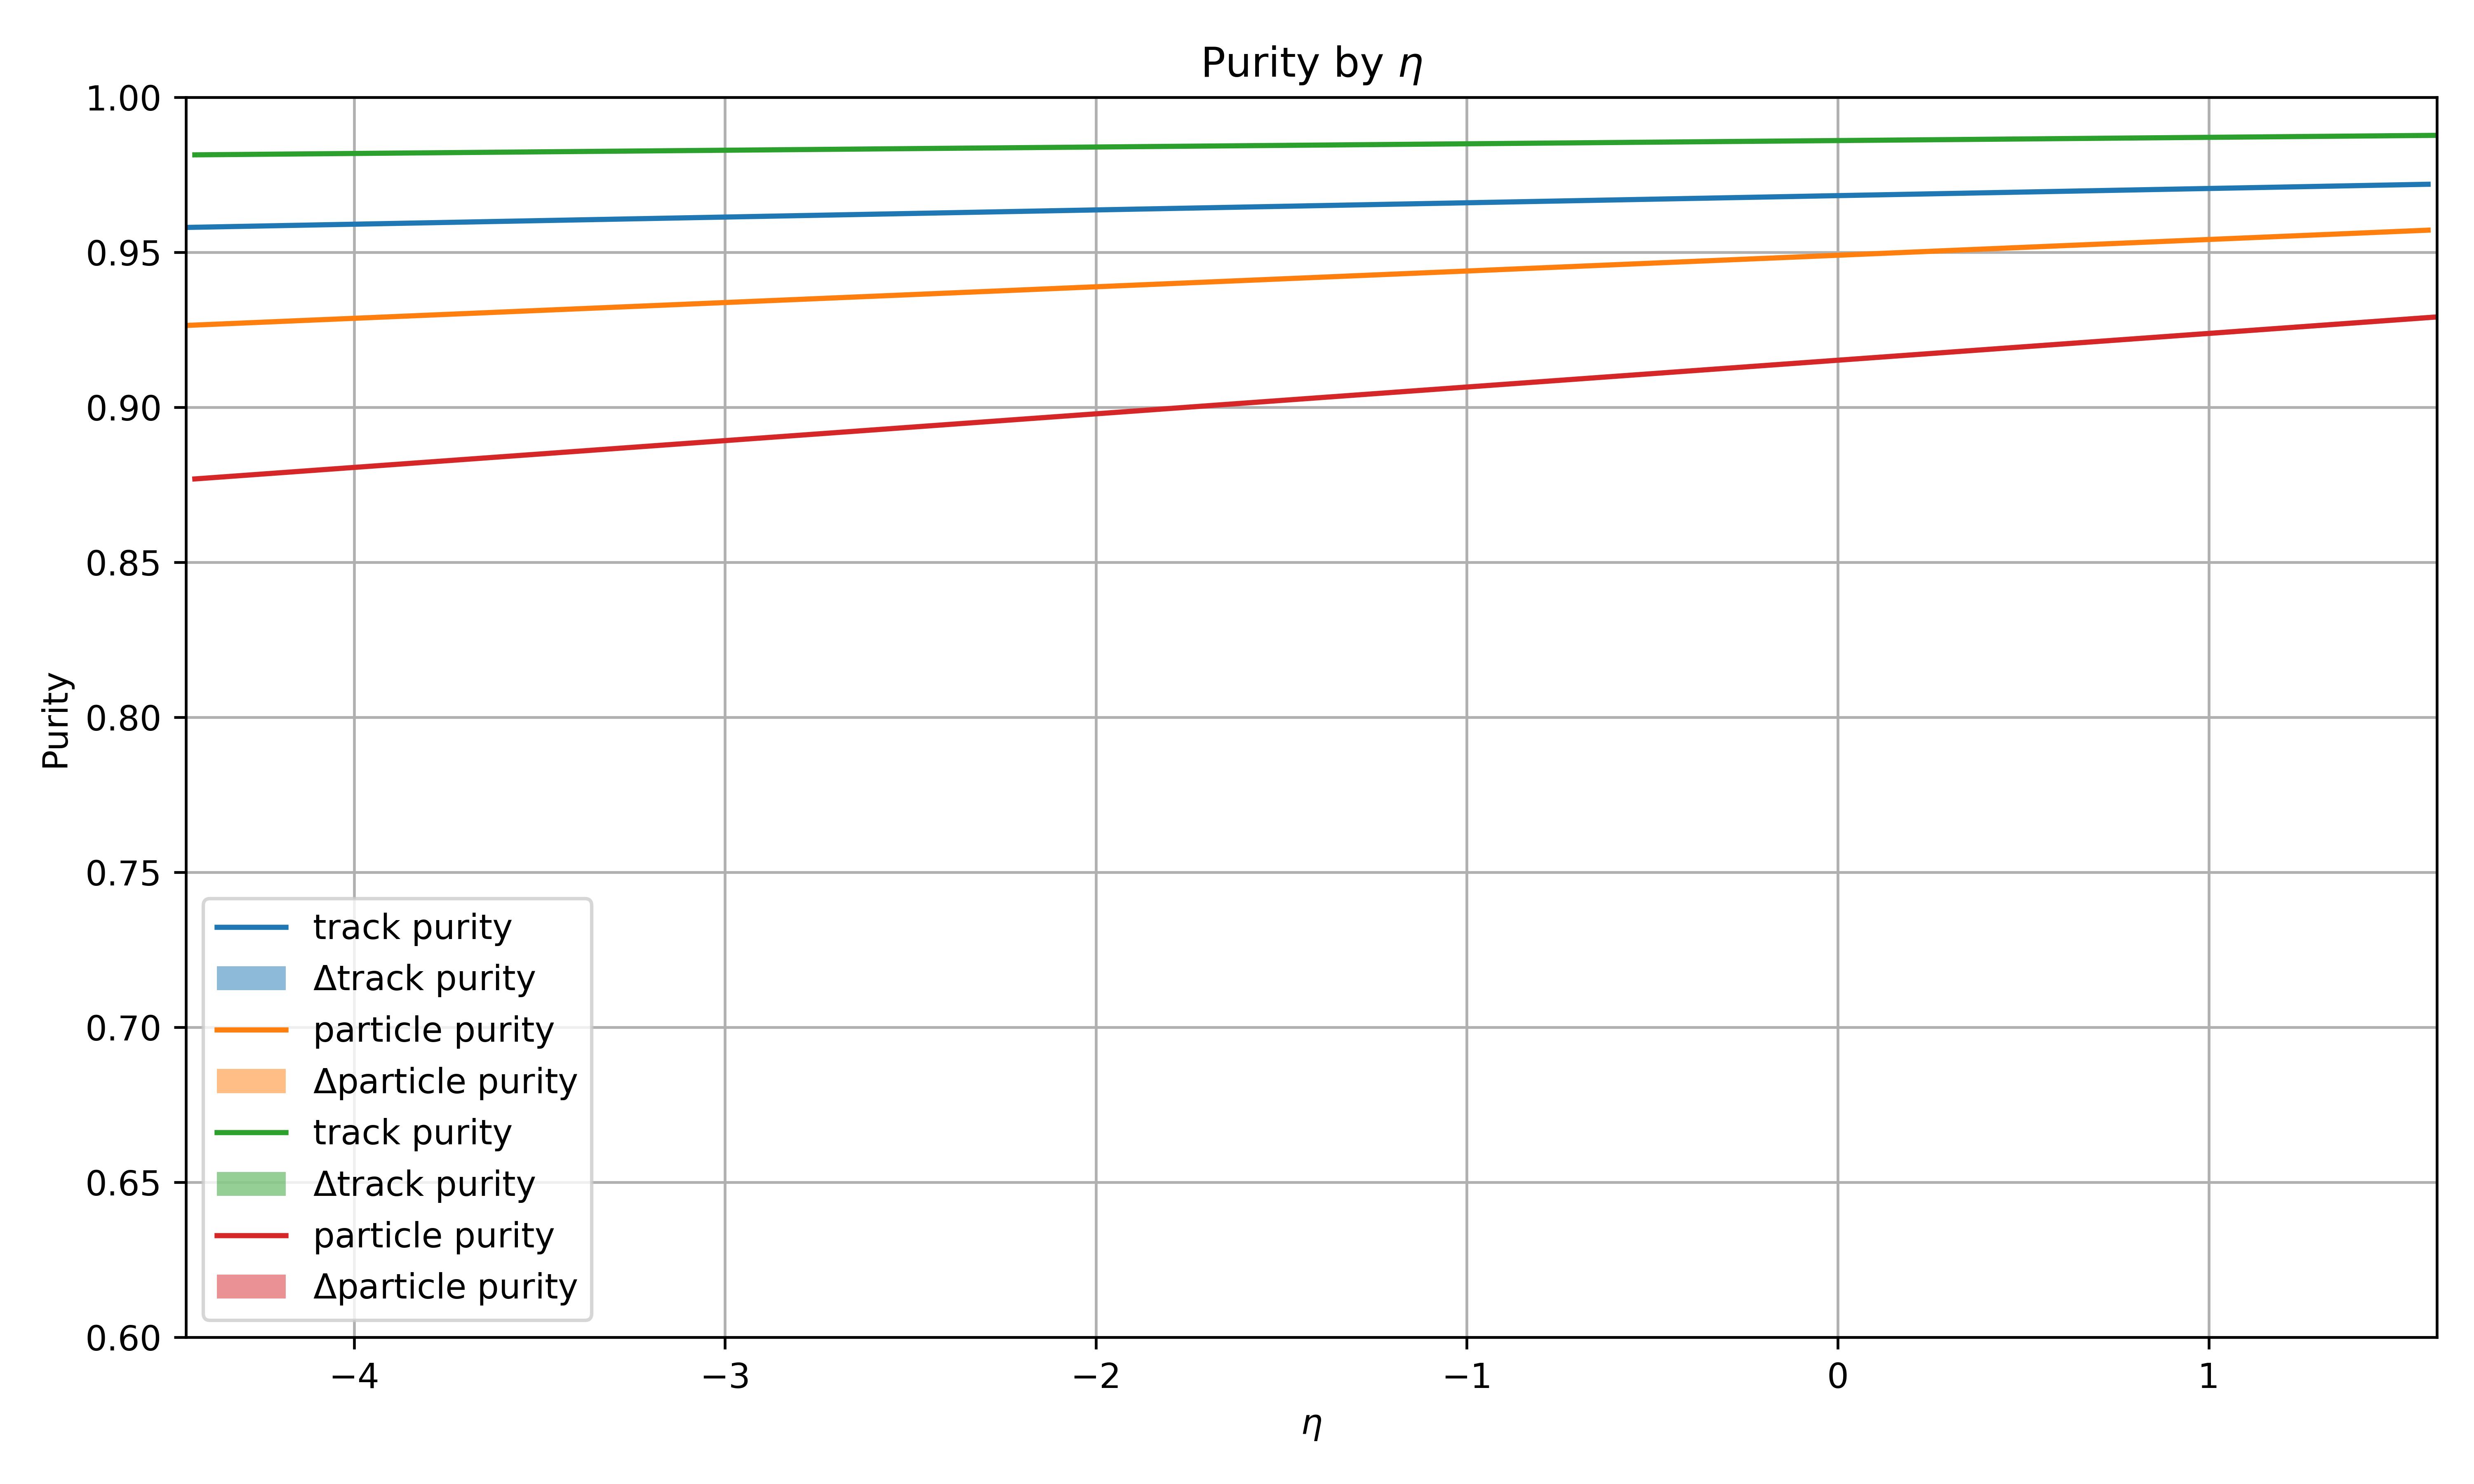 Purity by η
1.00
0.95
0.90
0.85
0.80
0.75
0.70
0.65
0.60
Purity
track purity
Δtrack purity
particle purity
Δparticle purity
track purity
Δtrack purity
particle purity
Δparticle purity
−4 −3 −2 −1 0 1
η